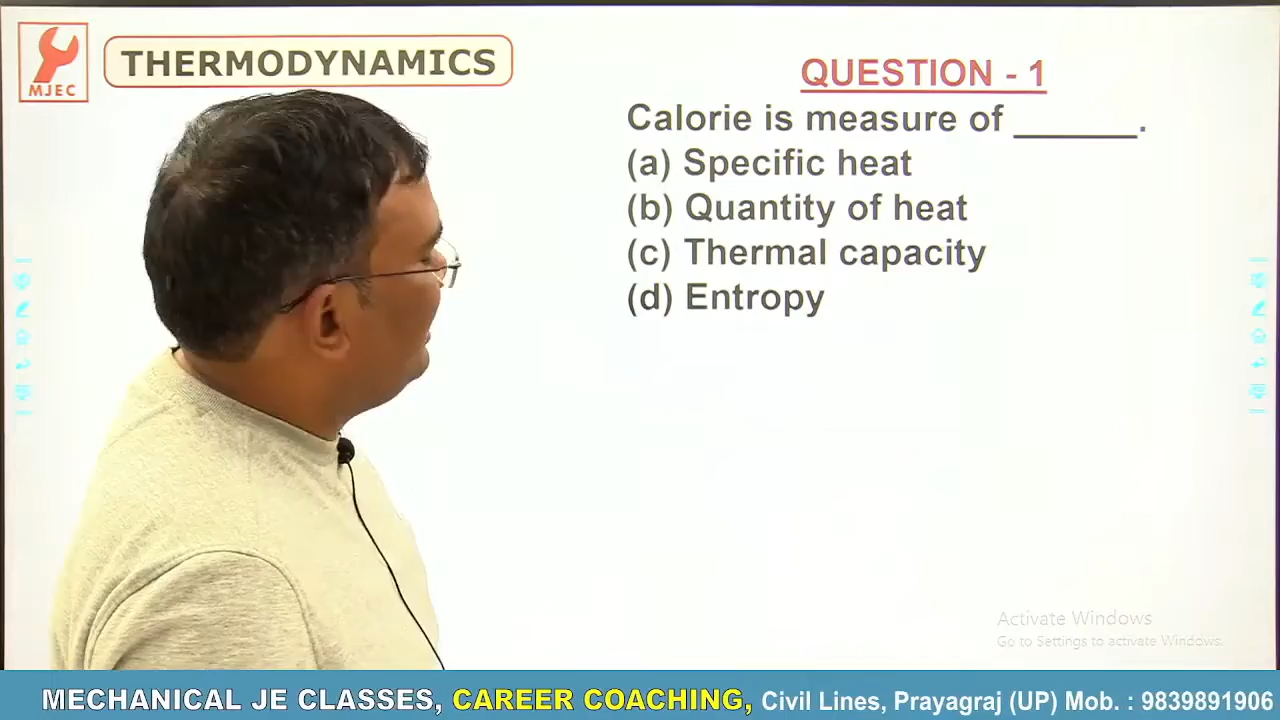 MJEC
THERMODYNAMICS
QUESTION - 1
Calorie is measure of ______.
(a) Specific heat
(b) Quantity of heat
(c) Thermal capacity
(d) Entropy
Activate Windows
Go to Settings to activate Windows.
MECHANICAL JE CLASSES, CAREER COACHING, Civil Lines, Prayagraj (UP) Mob. : 9839891906